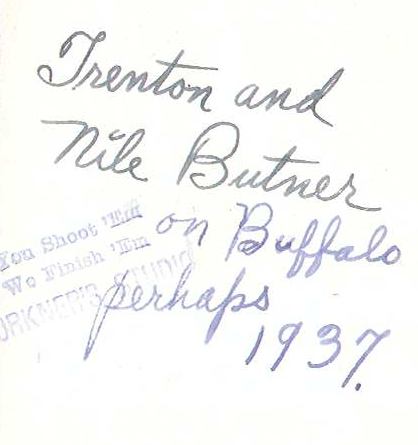 Trenton and
Nile Butner
on Buffalo
perhaps
1937.
You Shoot 'Em
We Finish 'Em